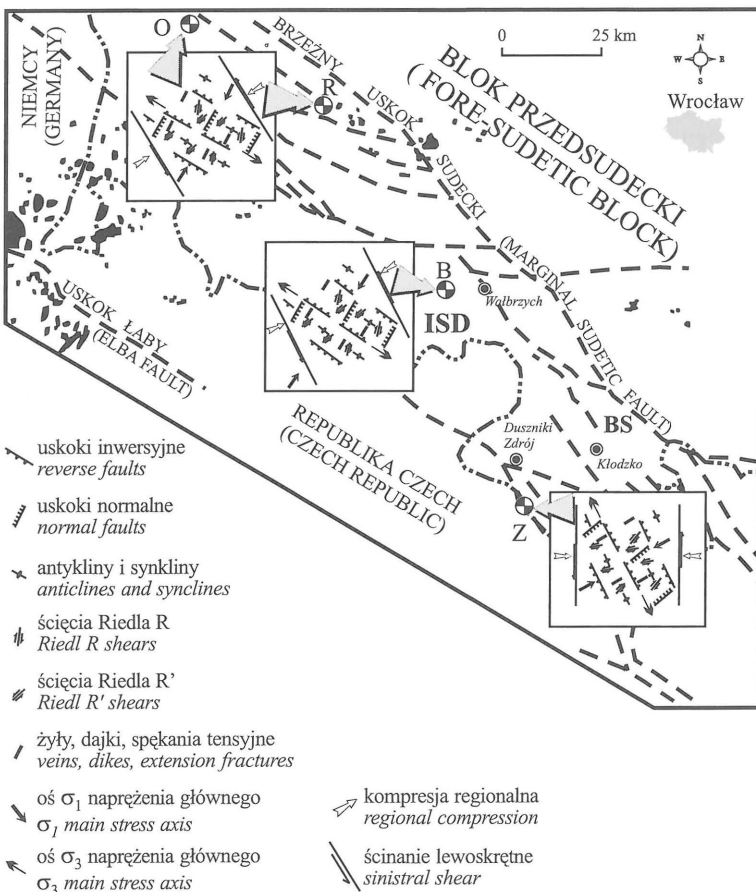 O
R
NIEMCY
(GERMANY)
BRZEŻNY
USKOK
SUDECKI
(MARGINAL
SUDETIC FAULT)
0
25 km
BLOK PRZEDSUDECKI
(FORE-SUDETIC BLOCK)
N
W
E
S
Wrocław
USKOK ŁABY
(ELBA FAULT)
B
ISD
Wałbrzych
REPUBLIKA CZECH
(CZECH REPUBLIC)
Duszniki
Zdrój
BS
Kłodzko
Z
uskoki inwersyjne
reverse faults
uskoki normalne
normal faults
antykliny i synkliny
anticlines and synclines
ścięcia Riedla R
Riedl R shears
ścięcia Riedla R’
Riedl R' shears
żyły, dajki, spękania tensyjne
veins, dikes, extension fractures
oś σ1 naprężenia głównego
σ1 main stress axis
oś σ3 naprężenia głównego
σ3 main stress axis
kompresja regionalna
regional compression
ścinanie lewoskrętne
sinistral shear